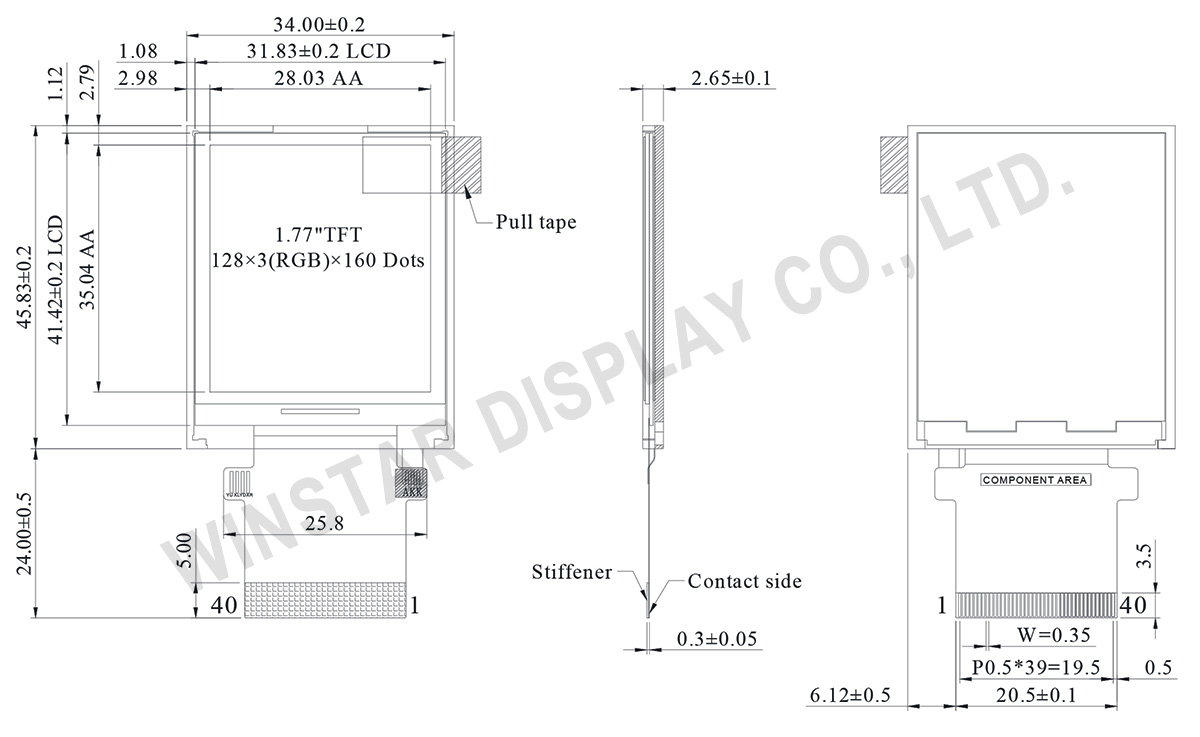 34.00±0.2
1.08
31.83±0.2 LCD
2.98
28.03 AA
1.12
2.79
45.83±0.2
41.42±0.2 LCD
35.04 AA
1.77"TFT
128×3(RGB)×160 Dots
Pull tape
24.00±0.5
5.00
25.8
40
1
2.65±0.1
Stiffener
Contact side
0.3±0.05
COMPONENT AREA
3.5
1
40
W=0.35
P0.5*39=19.5
0.5
6.12±0.5
20.5±0.1
WINSTAR DISPLAY CO., LTD.